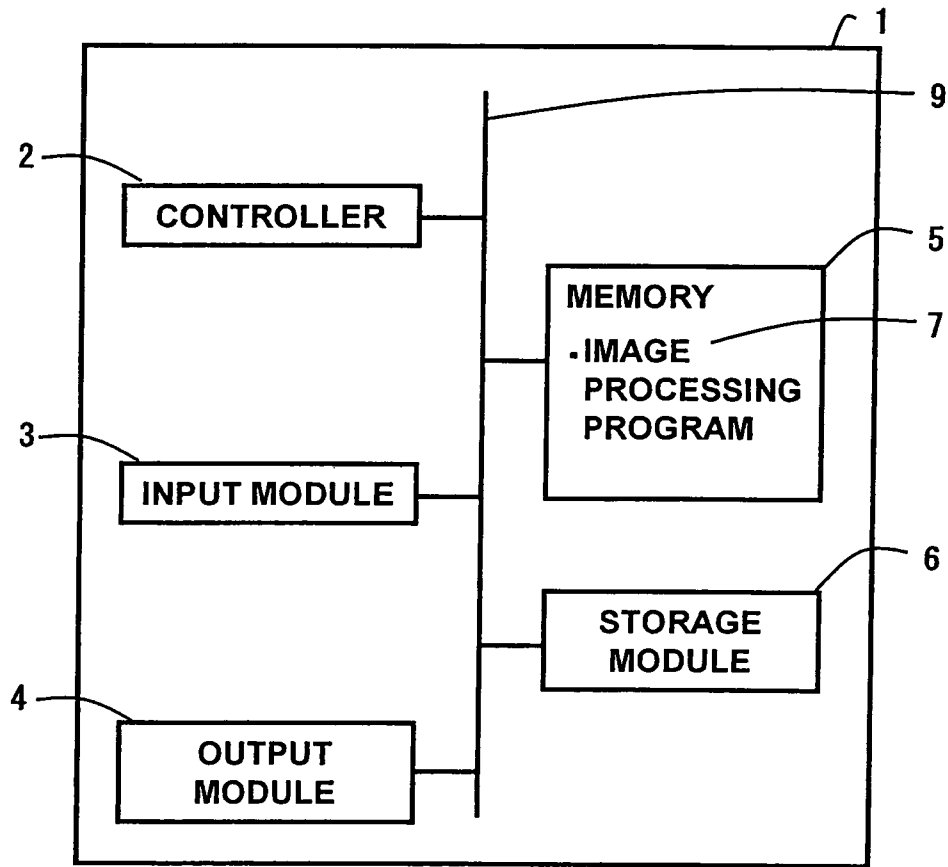 1
9
2
CONTROLLER
5
MEMORY
7
·IMAGE
PROCESSING
PROGRAM
3
INPUT MODULE
6
STORAGE
MODULE
4
OUTPUT
MODULE